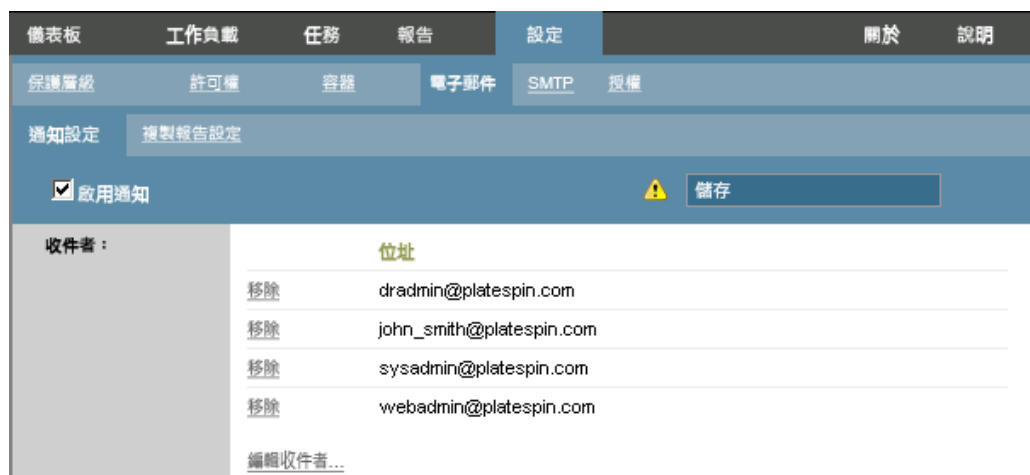 儀表板 工作負載 任務 報告 設定 關於 說明
保護層級 許可權 容器 電子郵件 SMTP 授權
通知設定 複製報告設定
啟用通知 儲存
收件者：
位址
移除 dradmin@platespin.com
移除 john_smith@platespin.com
移除 sysadmin@platespin.com
移除 webadmin@platespin.com
編輯收件者...